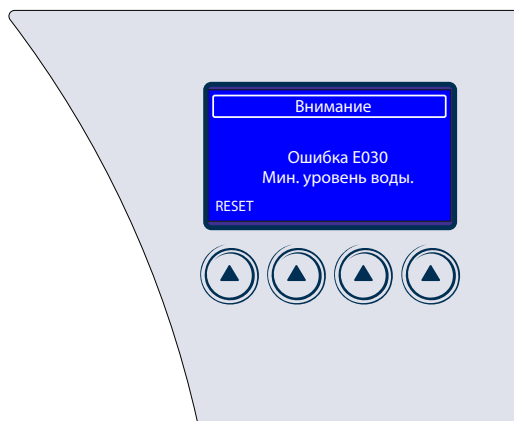 Внимание
Ошибка E030
Мин. уровень воды.
RESET